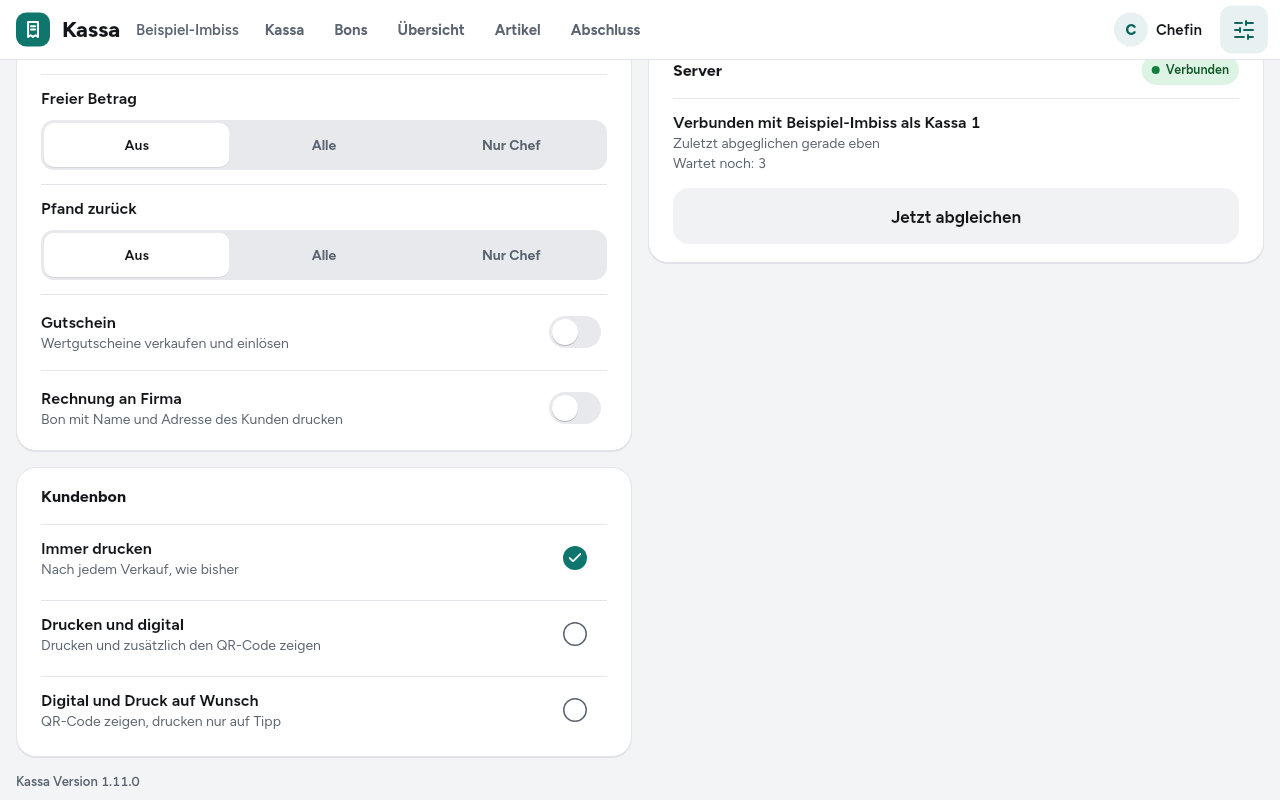 Kassa Beispiel-Imbiss Kassa Bons Übersicht Artikel Abschluss C Chefin
Freier Betrag
Aus Alle Nur Chef
Pfand zurück
Aus Alle Nur Chef
Gutschein
Wertgutscheine verkaufen und einlösen
Rechnung an Firma
Bon mit Name und Adresse des Kunden drucken
Kundenbon
Immer drucken
Nach jedem Verkauf, wie bisher
Drucken und digital
Drucken und zusätzlich den QR-Code zeigen
Digital und Druck auf Wunsch
QR-Code zeigen, drucken nur auf Tipp
Kassa Version 1.11.0
Server Verbunden
Verbunden mit Beispiel-Imbiss als Kassa 1
Zuletzt abgeglichen gerade eben
Wartet noch: 3
Jetzt abgleichen